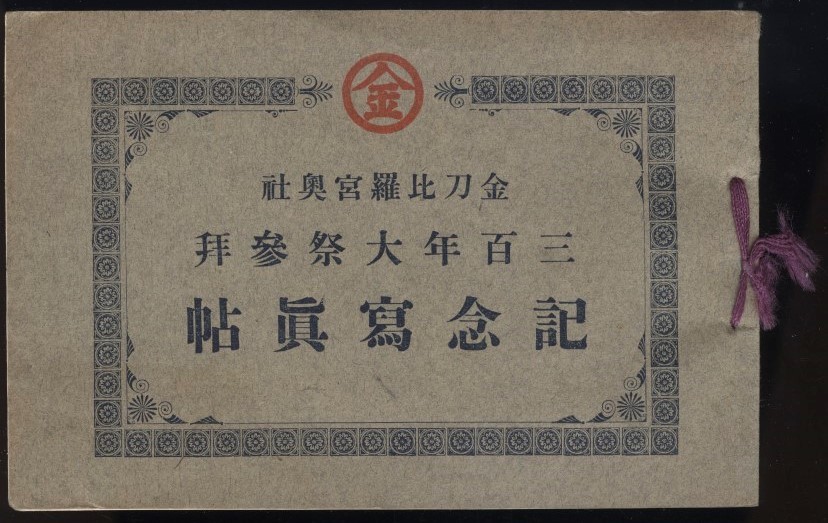 金
金刀比羅宮奥社
三百年大祭參拜
記念寫眞帖